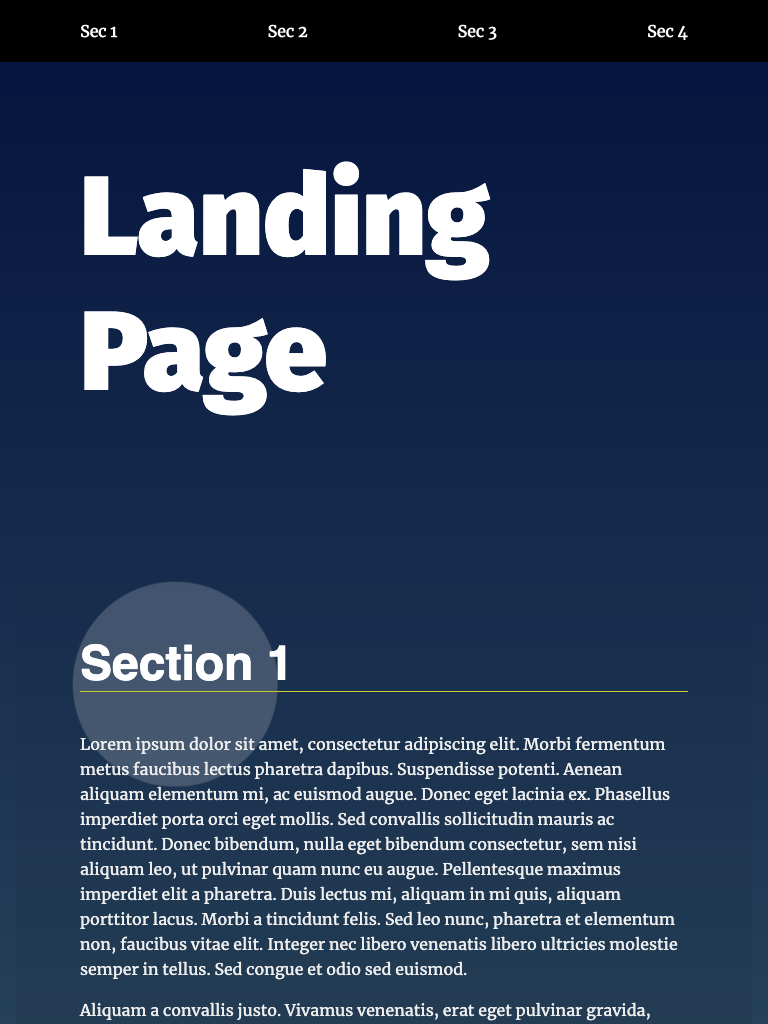 Sec 1 Sec 2 Sec 3 Sec 4
Landing
Page
Section 1
Lorem ipsum dolor sit amet, consectetur adipiscing elit. Morbi fermentum
metus faucibus lectus pharetra dapibus. Suspendisse potenti. Aenean
aliquam elementum mi, ac euismod augue. Donec eget lacinia ex. Phasellus
imperdiet porta orci eget mollis. Sed convallis sollicitudin mauris ac
tincidunt. Donec bibendum, nulla eget bibendum consectetur, sem nisi
aliquam leo, ut pulvinar quam nunc eu augue. Pellentesque maximus
imperdiet elit a pharetra. Duis lectus mi, aliquam in mi quis, aliquam
porttitor lacus. Morbi a tincidunt felis. Sed leo nunc, pharetra et elementum
non, faucibus vitae elit. Integer nec libero venenatis libero ultricies molestie
semper in tellus. Sed congue et odio sed euismod.
Aliquam a convallis justo. Vivamus venenatis, erat eget pulvinar gravida,